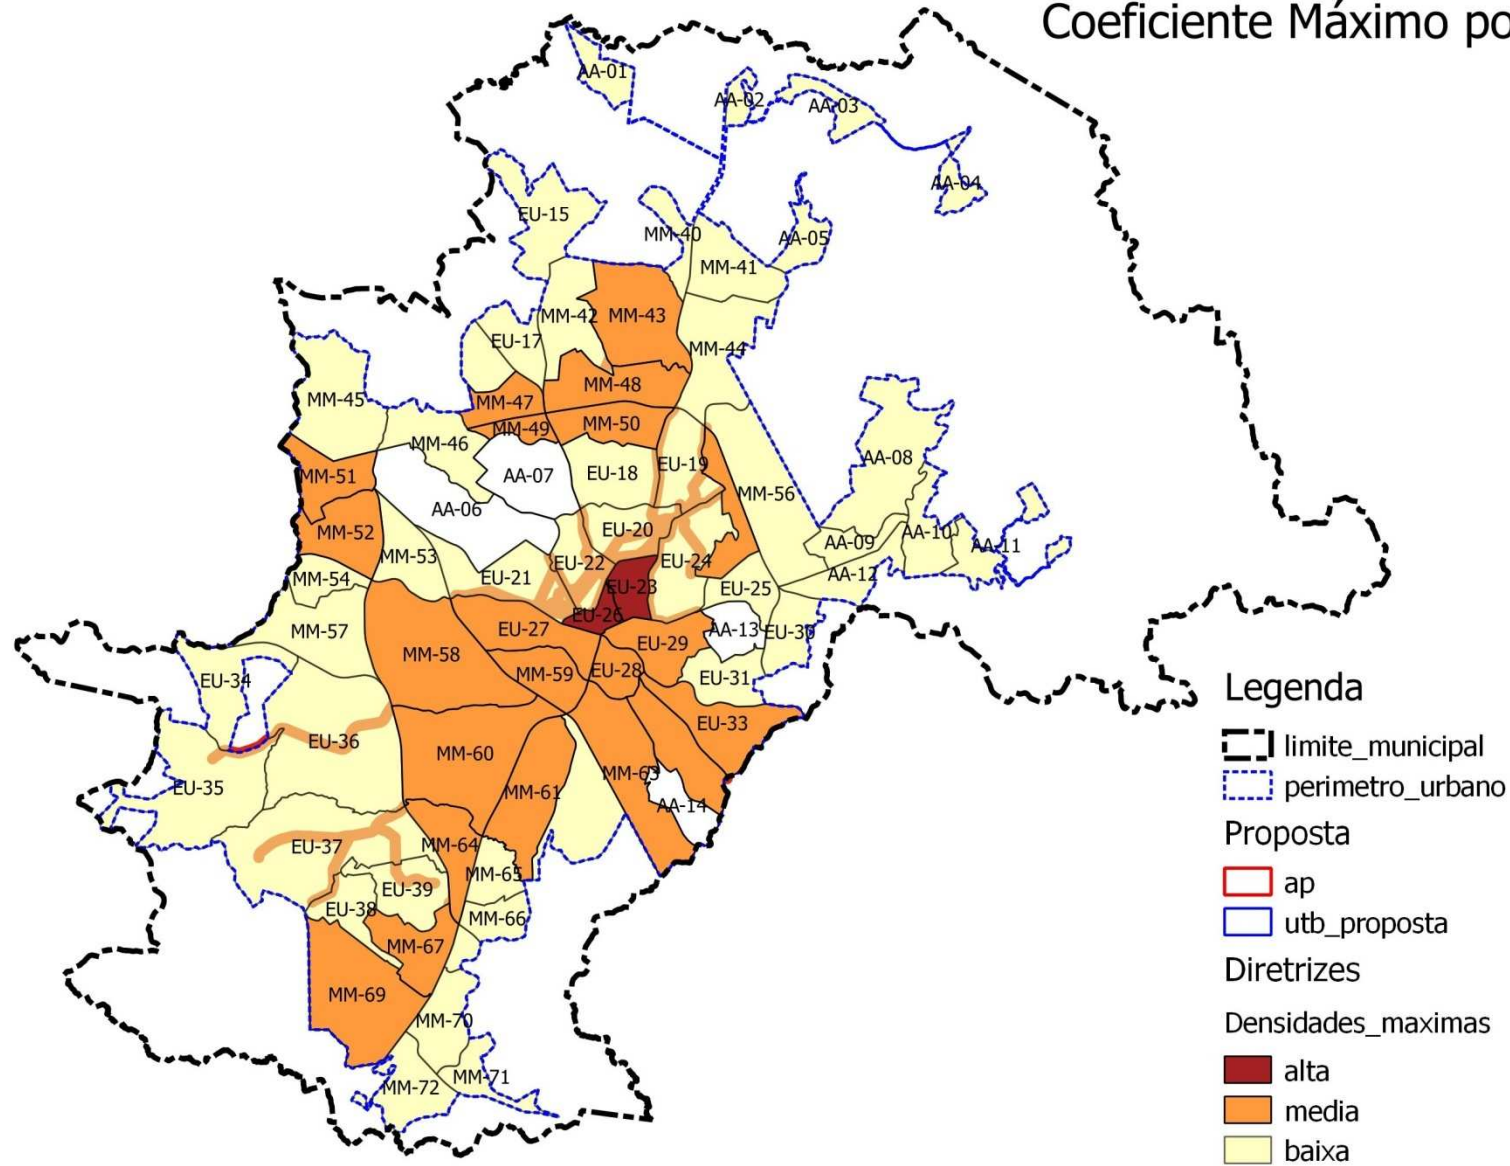 Coeficiente Máximo po
AA-01
AA-02
AA-03
AA-04
EU-15
MM-40
AA-05
MM-41
MM-42
MM-43
EU-17
MM-44
MM-48
MM-45
MM-47
MM-50
MM-49
MM-46
AA-08
EU-19
EU-18
AA-07
MM-51
MM-56
AA-06
EU-20
MM-52
AA-10
AA-09
AA-11
MM-53
EU-22
EU-24
AA-12
EU-21
MM-54
EU-23
EU-25
EU-26
EU-27
MM-57
AA-13
EU-30
EU-29
MM-58
EU-28
MM-59
EU-31
EU-34
EU-33
EU-36
MM-60
MM-63
EU-35
MM-61
AA-14
EU-37
MM-64
MM-65
EU-39
EU-38
MM-66
MM-67
MM-69
MM-70
MM-71
MM-72
Legenda
limite_municipal
perimetro_urbano
Proposta
ap
utb_proposta
Diretrizes
Densidades_maximas
alta
media
baixa